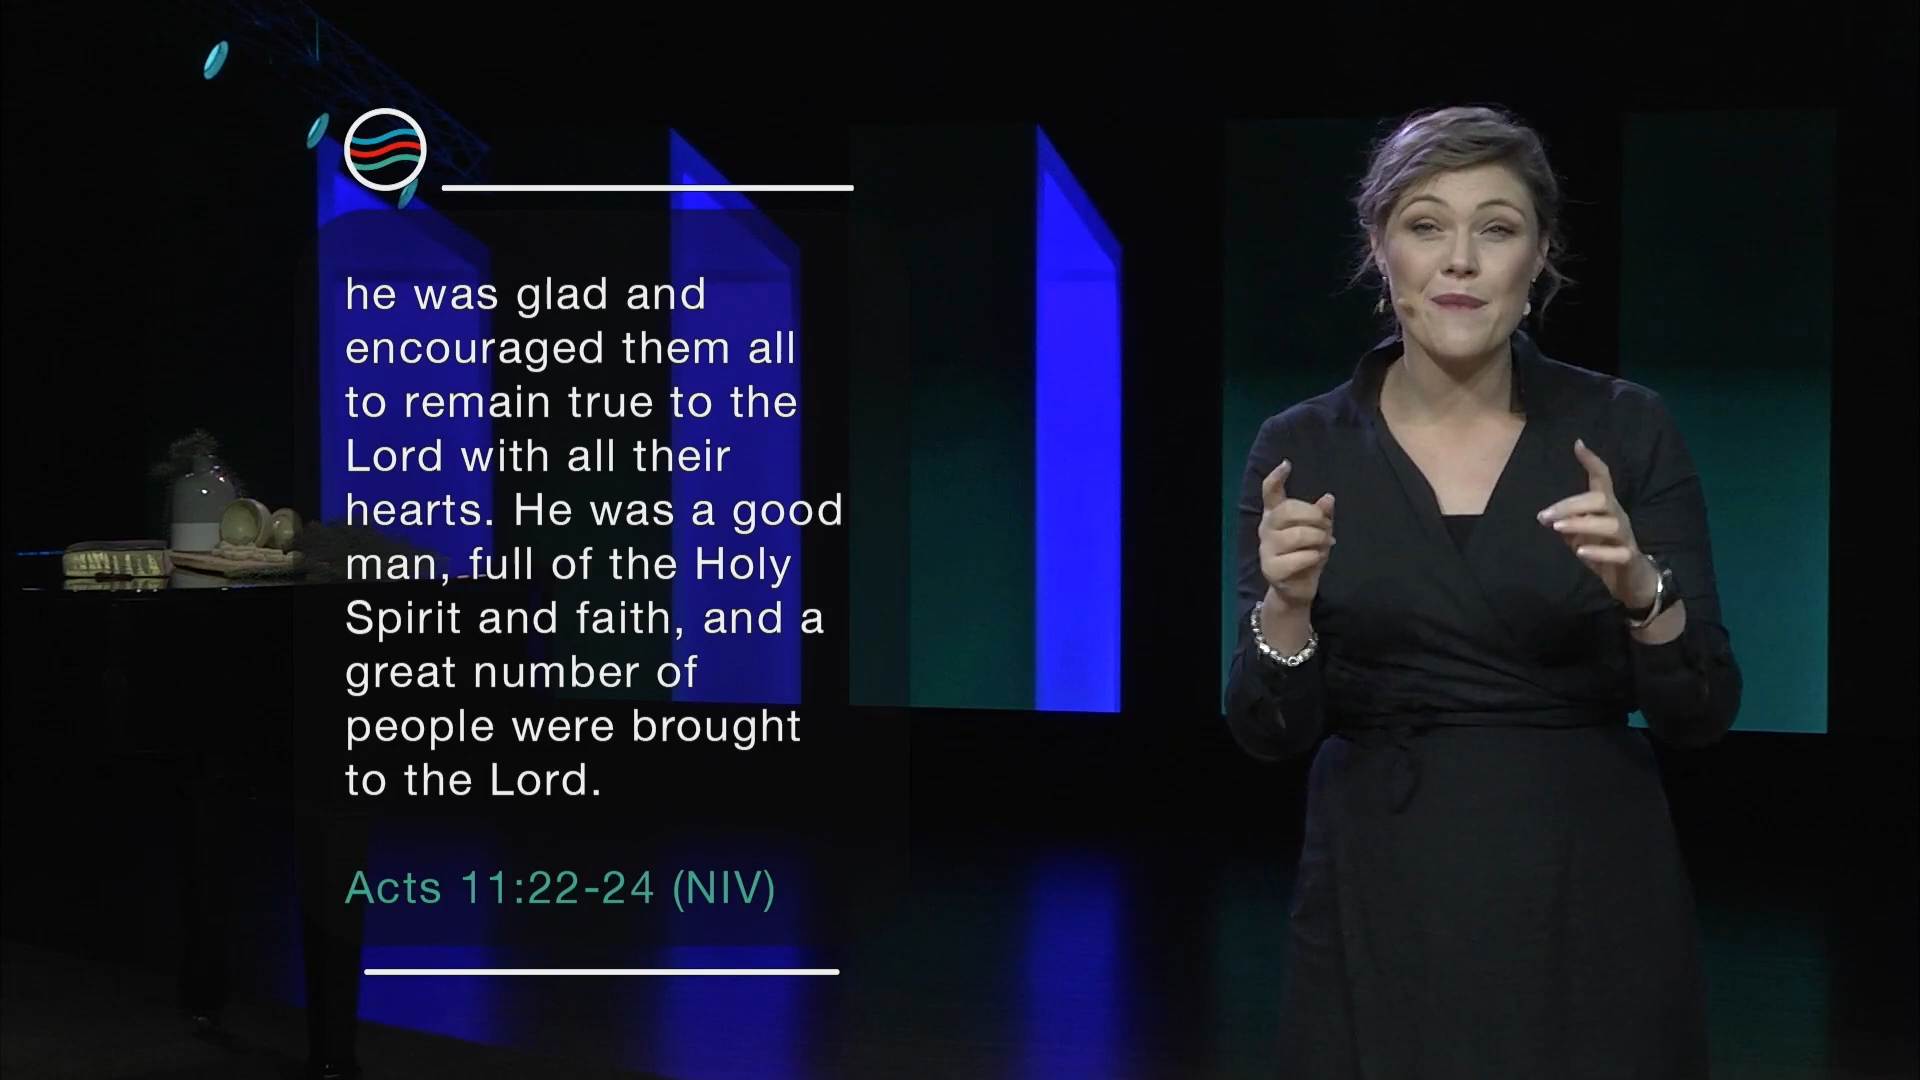 he was glad and
encouraged them all
to remain true to the
Lord with all their
hearts. He was a good
man, full of the Holy
Spirit and faith, and a
great number of
people were brought
to the Lord.
Acts 11:22-24 (NIV)